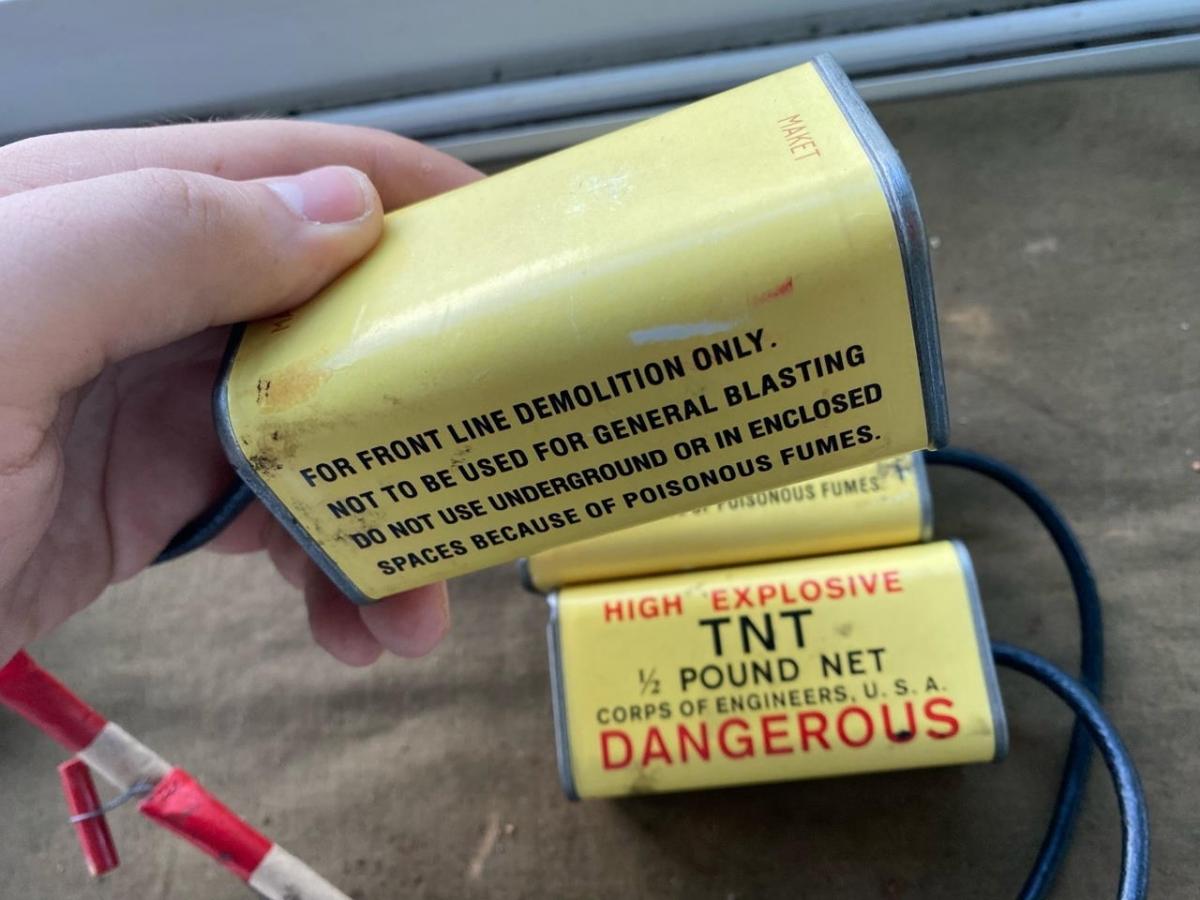 MAKET
FOR FRONT LINE DEMOLITION ONLY.
NOT TO BE USED FOR GENERAL BLASTING
DO NOT USE UNDERGROUND OR IN ENCLOSED
SPACES BECAUSE OF POISONOUS FUMES.
OF POISONOUS FUMES.
HIGH EXPLOSIVE
TNT
½ POUND NET
CORPS OF ENGINEERS, U. S. A.
DANGEROUS